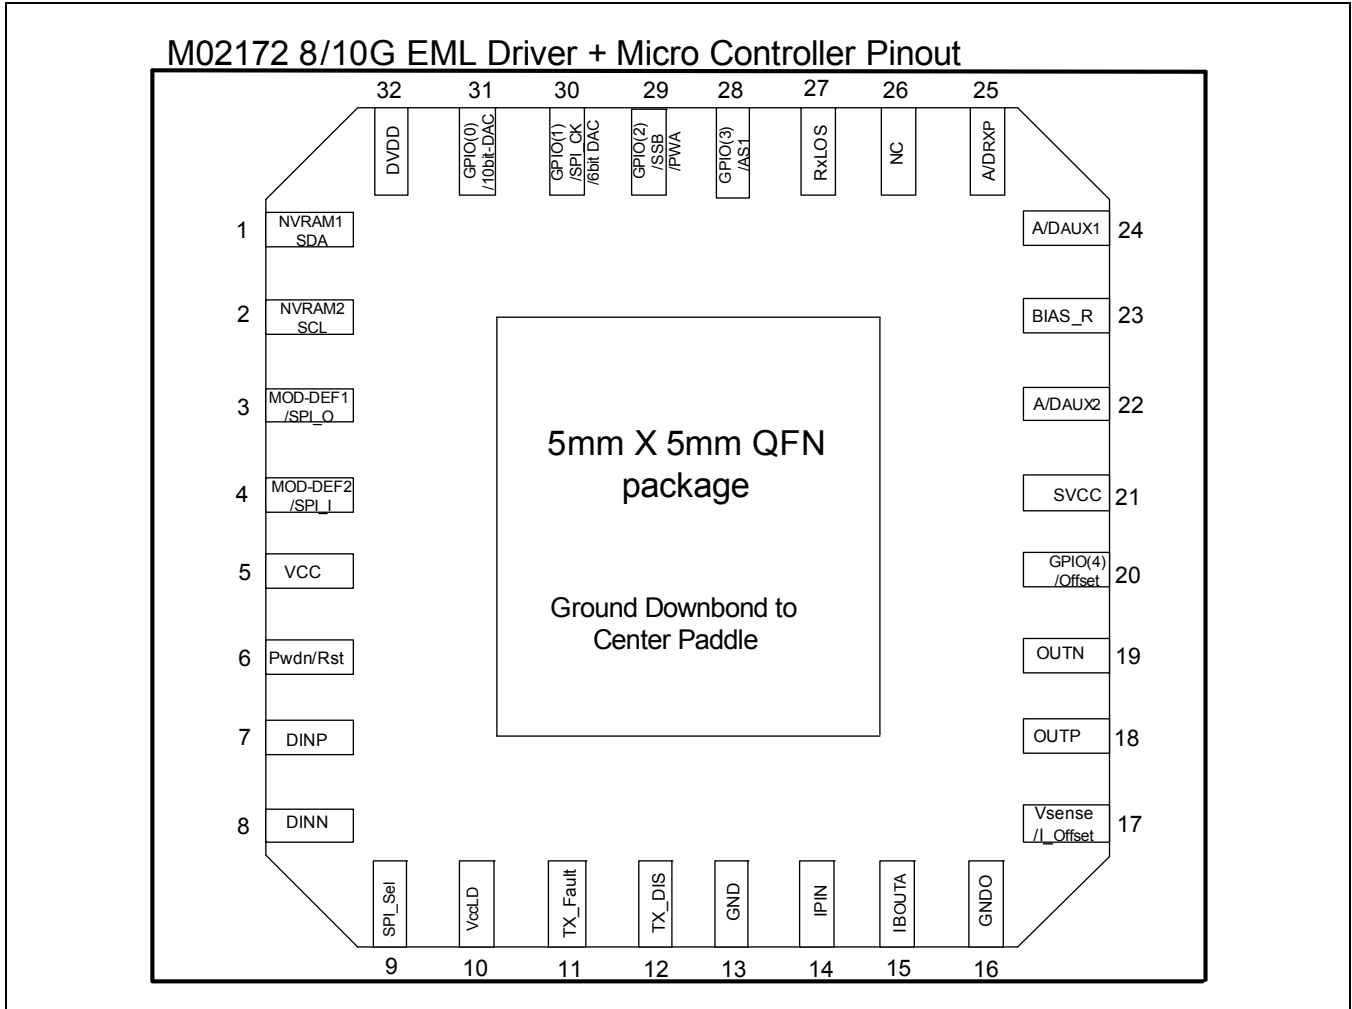 M02172 8/10G EML Driver + Micro Controller Pinout
32 31 30 29 28 27 26 25
DVDD
GPIO(0)
/10bit-DAC
GPIO(1)
/SPI_CK
/6bit DAC
GPIO(2)
/SSB
/PWA
GPIO(3)
/AS1
RxLOS
NC
A/DRXP
1
NVRAM1
SDA
2
NVRAM2
SCL
3
MOD-DEF1
/SPI_O
4
MOD-DEF2
/SPI_I
5
VCC
6
Pwdn/Rst
7
DINP
8
DINN
5mm X 5mm QFN
package
Ground Downbond to
Center Paddle
A/DAUX1
24
BIAS_R
23
A/DAUX2
22
SVCC
21
GPIO(4)
/Offset
20
OUTN
19
OUTP
18
Vsense
/I_Offset
17
SPI_Sel
VccLD
TX_Fault
TX_DIS
GND
IPIN
IBOUTA
GNDO
9 10 11 12 13 14 15 16